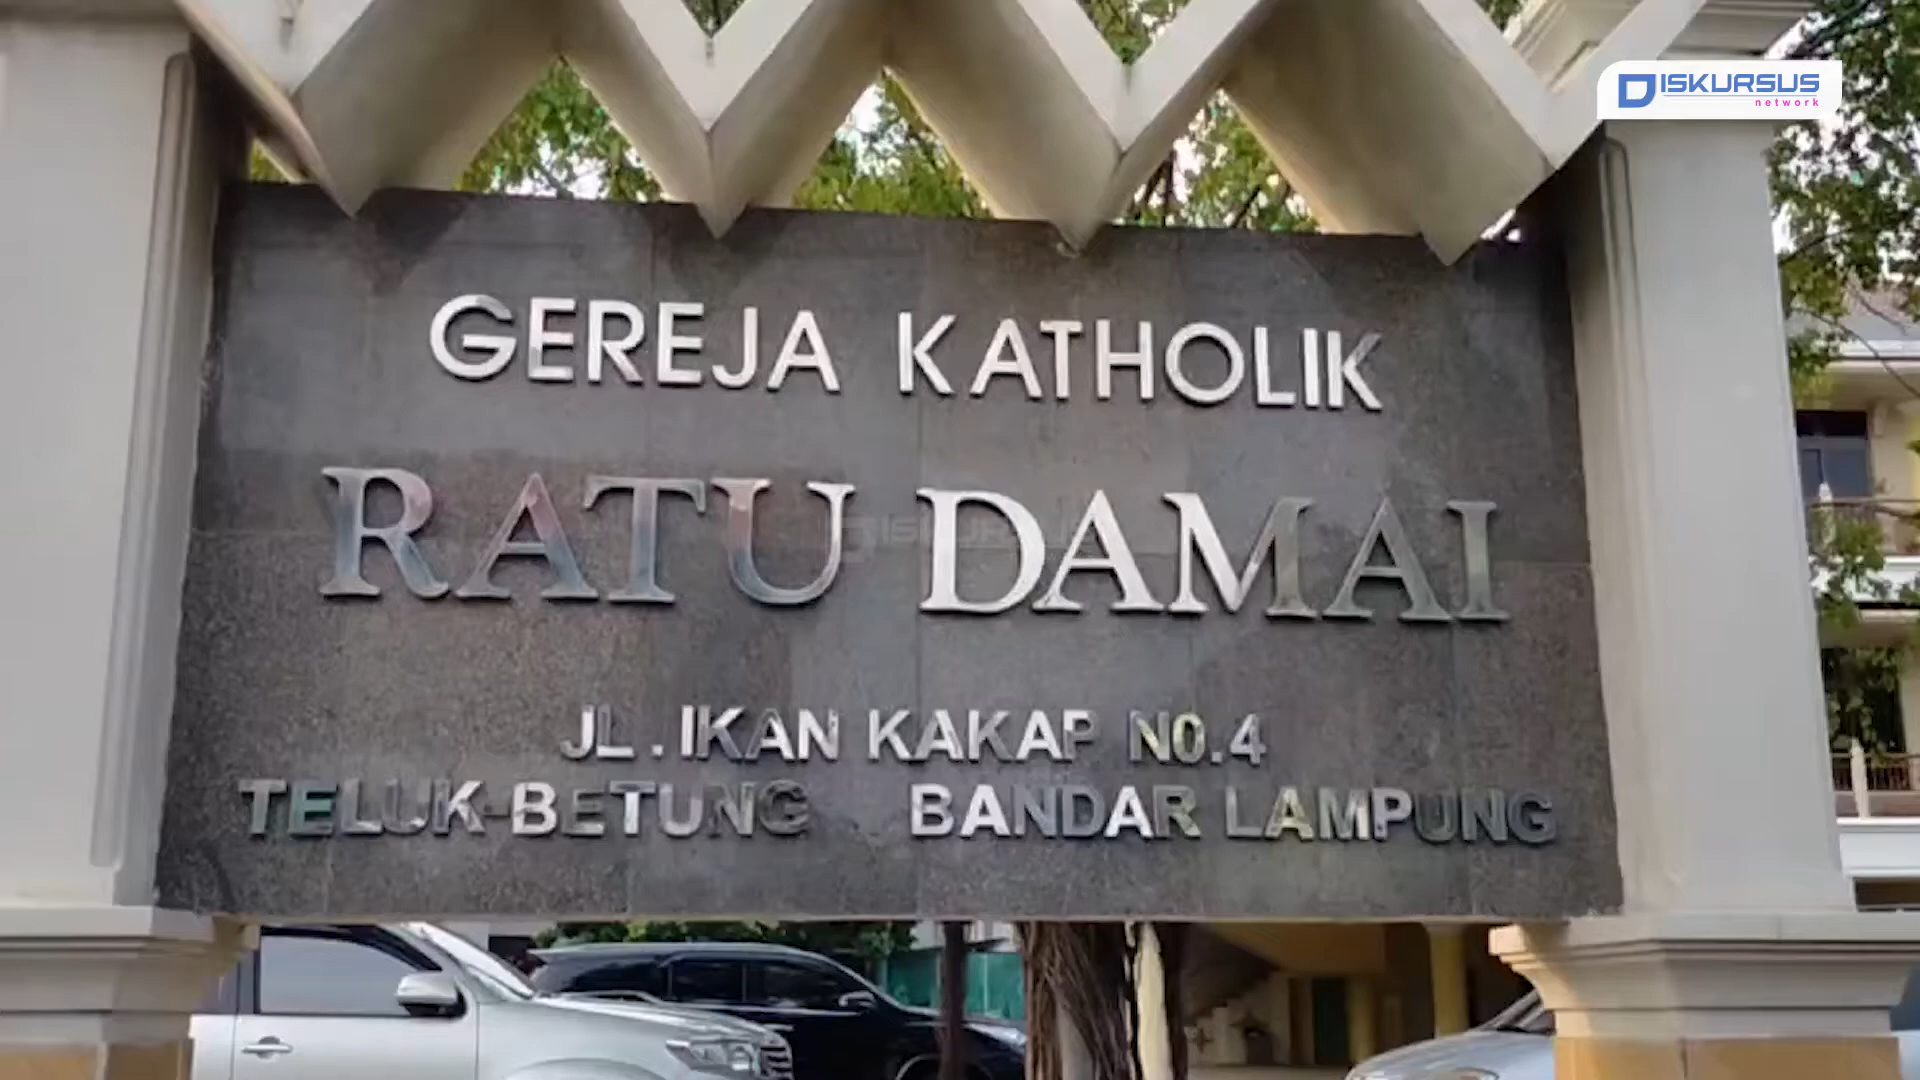 DISKURSUS
network
GEREJA KATHOLIK
RATU DAMAI
JL. IKAN KAKAP NO.4
TELUK-BETUNG BANDAR LAMPUNG